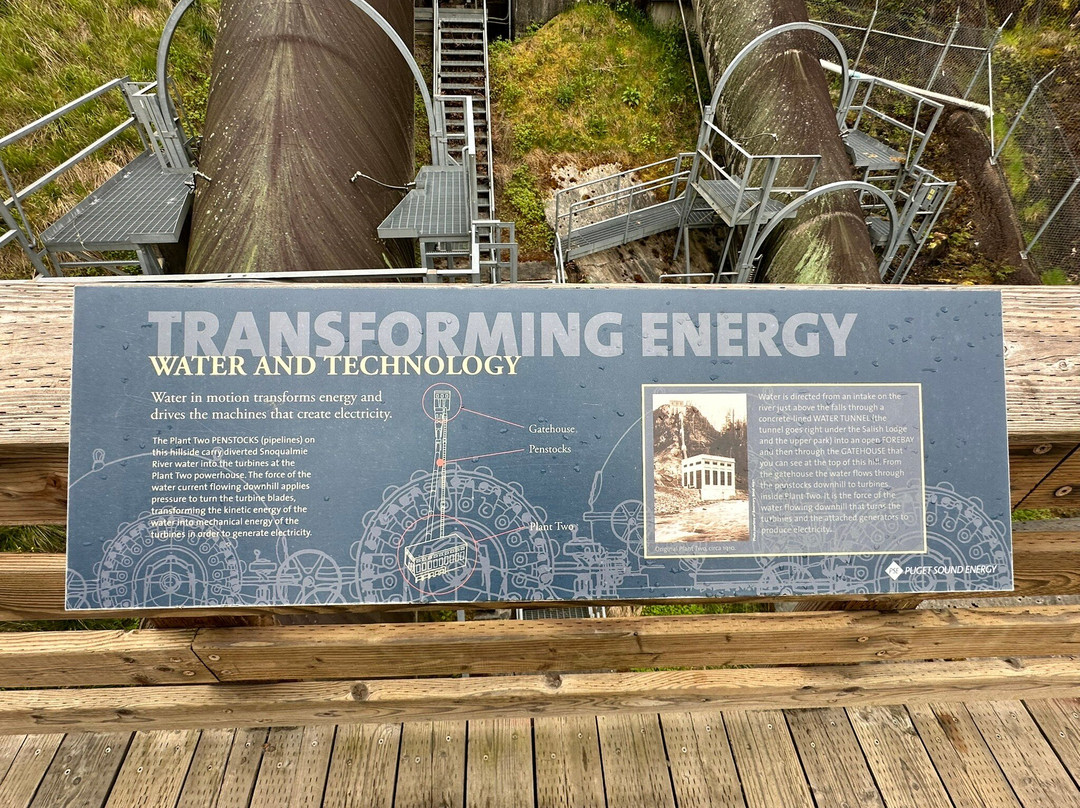 TRANSFORMING ENERGY
WATER AND TECHNOLOGY
Water in motion transforms energy and
drives the machines that create electricity.
The Plant Two PENSTOCKS (pipelines) on
this hillside carry diverted Snoqualmie
River water into the turbines at the
Plant Two powerhouse. The force of the
water current flowing downhill applies
pressure to turn the turbine blades,
transforming the kinetic energy of the
water into mechanical energy of the
turbines in order to generate electricity.
Gatehouse
Penstocks
Plant Two
Water is directed from an intake on the
river just above the falls through a
concrete-lined WATER TUNNEL (the
tunnel goes right under the Salish Lodge
and the upper park) into an open FOREBAY
and then through the GATEHOUSE that
you can see at the top of this hill. From
the gatehouse the water flows through
the penstocks downhill to turbines
inside Plant Two. It is the force of the
water flowing downhill that turns the
turbines and the attached generators to
produce electricity.
Original Plant Two, circa 1912.
PSE PUGET SOUND ENERGY